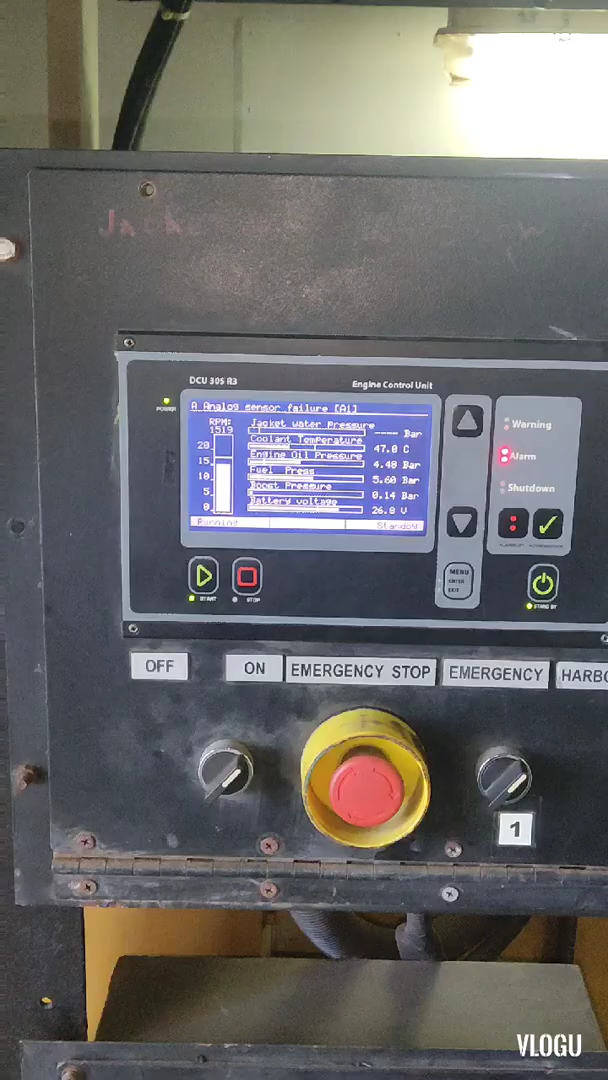 DCU 305 R3
Engine Control Unit
POWER
A Analog sensor failure [Ai]
RPM:
1519
20
15
10
5
0
Jacket water Pressure
----- Bar
Coolant Temperature
47.0 C
Engine Oil Pressure
4.40 Bar
Fuel Press
5.60 Bar
Boost Pressure
0.14 Bar
Battery voltage
26.8 V
Running
Standby
Warning
Alarm
Shutdown
MENU
ENTER
EXIT
START
STOP
STAND BY
OFF
ON
EMERGENCY STOP
EMERGENCY
HARBO
1
VLOGU